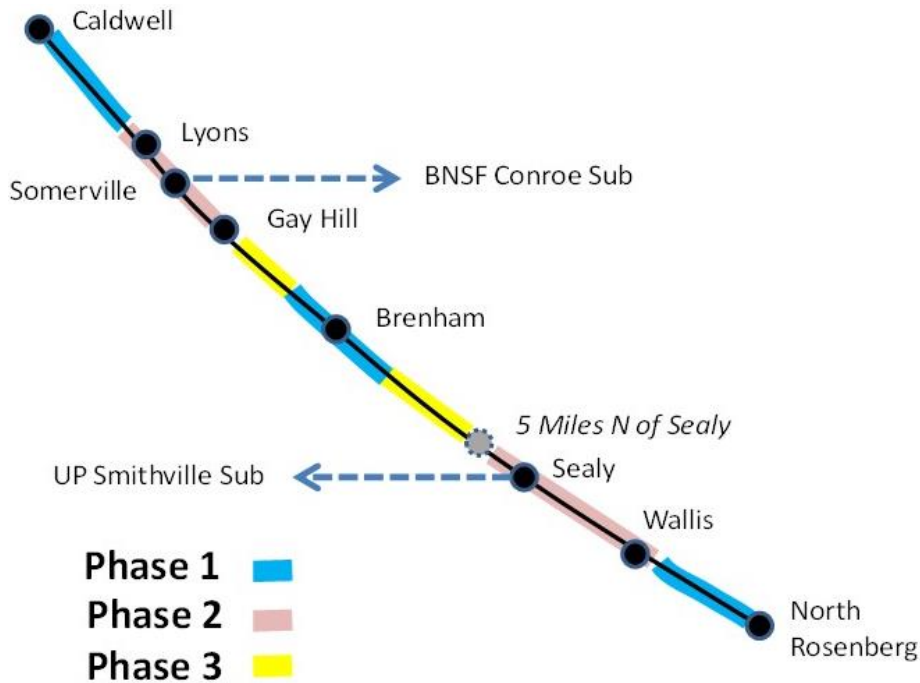 Caldwell
Lyons
Somerville
BNSF Conroe Sub
Gay Hill
Brenham
5 Miles N of Sealy
UP Smithville Sub
Sealy
Wallis
Phase 1
Phase 2
Phase 3
North
Rosenberg